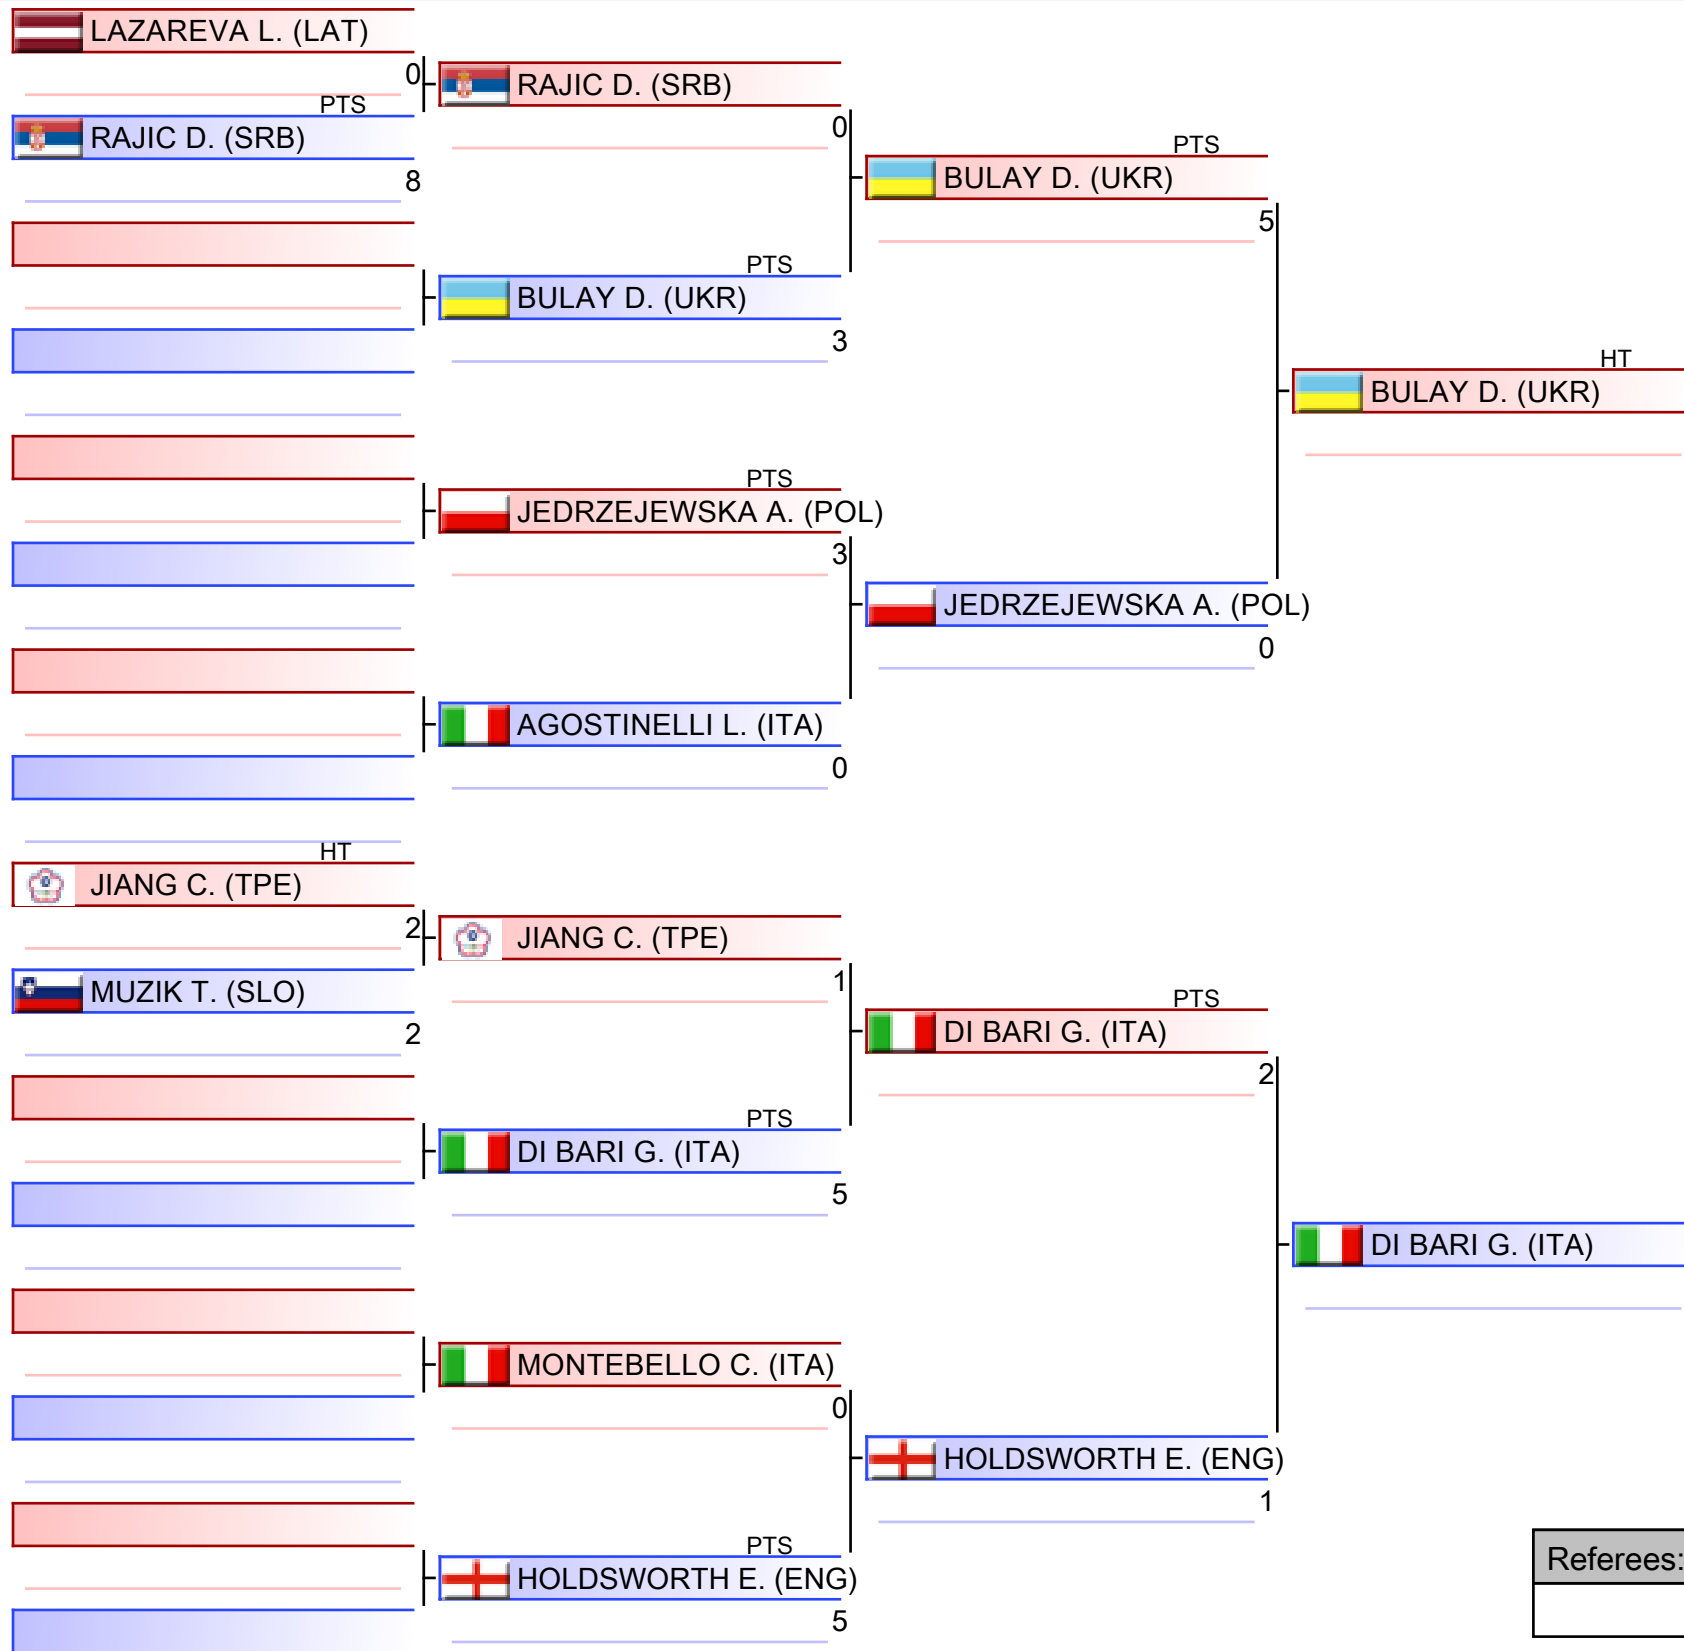 LAZAREVA L. (LAT)
0
PTS
RAJIC D. (SRB)
8
JIANG C. (TPE)
HT
2
MUZIK T. (SLO)
2
RAJIC D. (SRB)
0
PTS
BULAY D. (UKR)
3
PTS
JEDRZEJEWSKA A. (POL)
3
AGOSTINELLI L. (ITA)
0
JIANG C. (TPE)
1
PTS
DI BARI G. (ITA)
5
MONTEBELLO C. (ITA)
0
PTS
HOLDSWORTH E. (ENG)
5
PTS
BULAY D. (UKR)
5
JEDRZEJEWSKA A. (POL)
0
PTS
DI BARI G. (ITA)
2
HOLDSWORTH E. (ENG)
1
HT
BULAY D. (UKR)
DI BARI G. (ITA)
Referees: